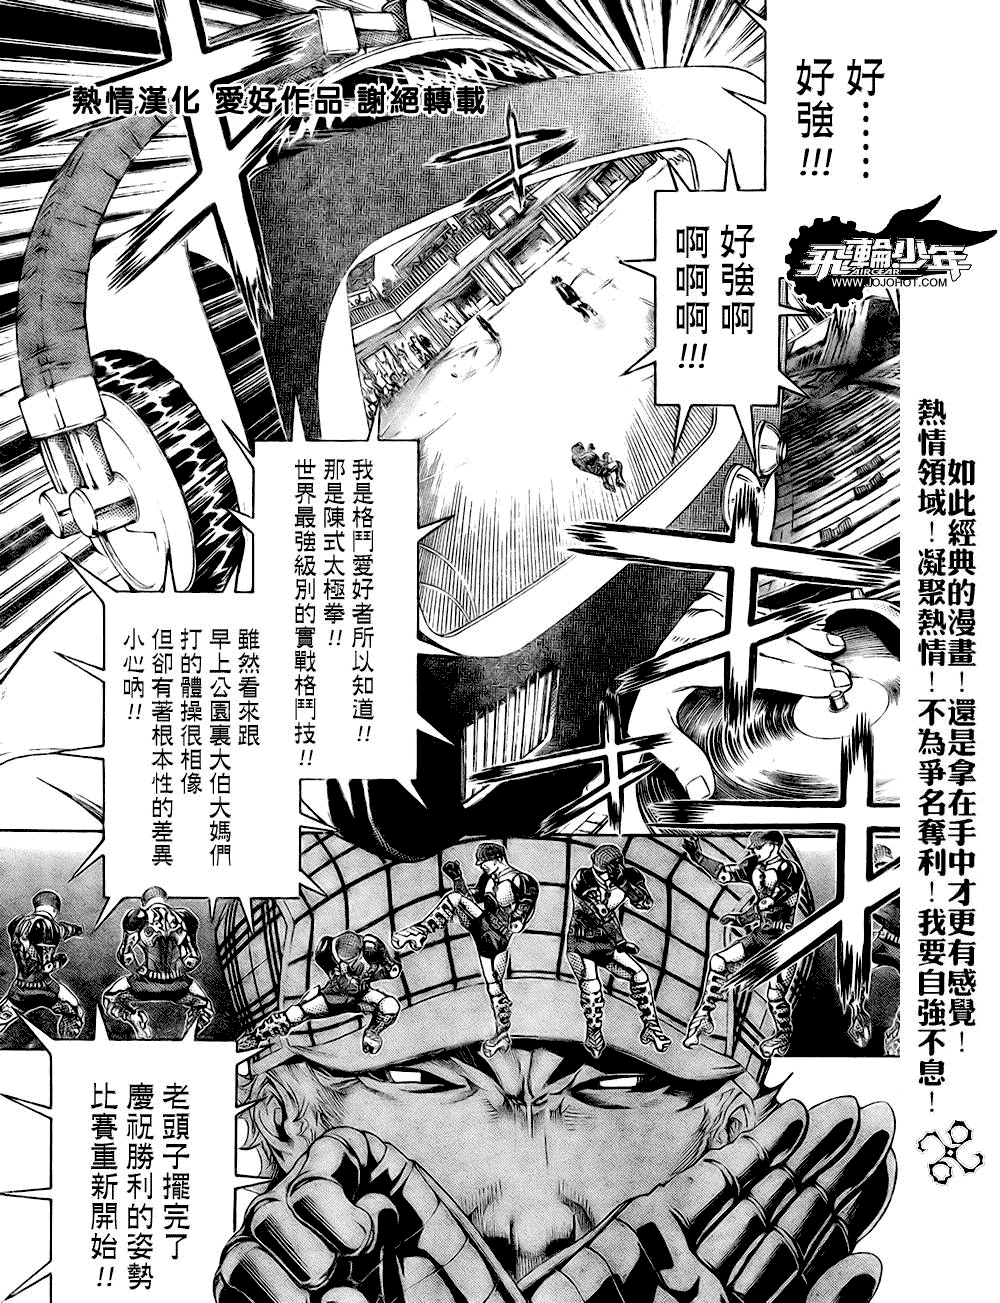 好……
好強!!!
熱情漢化 愛好作品 謝絕轉載
好強啊
啊啊啊!!!
飛輪少年
AIRGEAR
WWW.JOJOHOT.COM
我是格鬥愛好者所以知道!!
那是陳式太極拳!!
世界最強級別的實戰格鬥技!!
雖然看來跟
早上公園裏大伯大媽們
打的體操很相像
但卻有著根本性的差異
小心吶!!
老頭子擺完了
慶祝勝利的姿勢
比賽重新開始!!
如此經典的漫畫!還是拿在手中才更有感覺!
熱情領域!凝聚熱情!不為爭名奪利!我要自強不息!